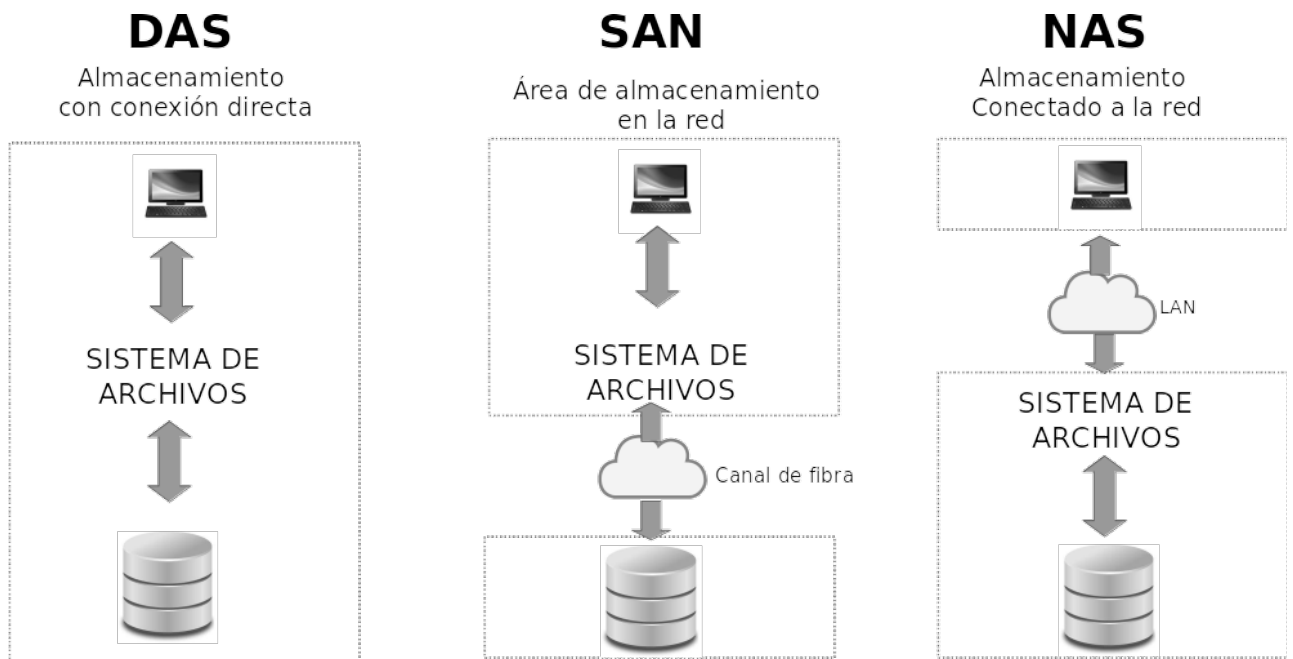 DAS
Almacenamiento
con conexión directa
SISTEMA DE
ARCHIVOS
SAN
Área de almacenamiento
en la red
SISTEMA DE
ARCHIVOS
Canal de fibra
NAS
Almacenamiento
Conectado a la red
LAN
SISTEMA DE
ARCHIVOS